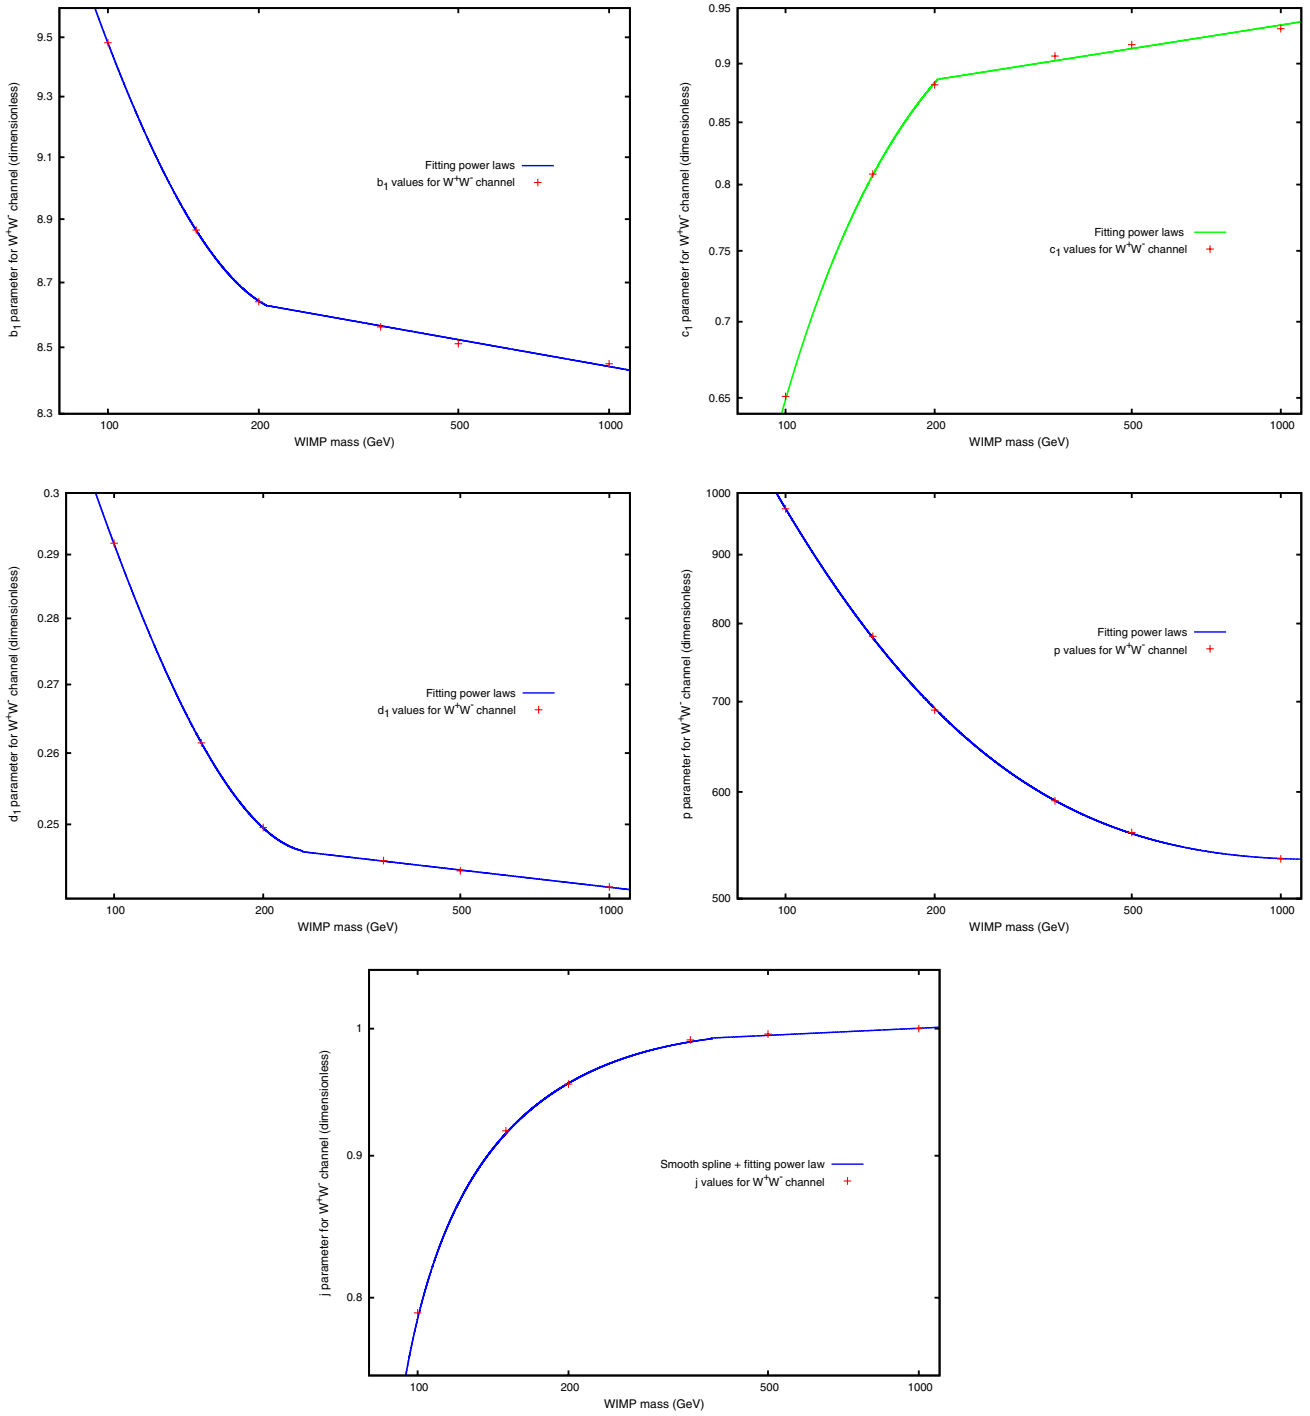 b1 parameter for W+W- channel (dimensionless)
9.5
9.3
9.1
8.9
8.7
8.5
8.3
Fitting power laws
b1 values for W+W- channel
100
200
500
1000
WIMP mass (GeV)
c1 parameter for W+W- channel (dimensionless)
0.95
0.9
0.85
0.8
0.75
0.7
0.65
Fitting power laws
c1 values for W+W- channel
100
200
500
1000
WIMP mass (GeV)
d1 parameter for W+W- channel (dimensionless)
0.3
0.29
0.28
0.27
0.26
0.25
Fitting power laws
d1 values for W+W- channel
100
200
500
1000
WIMP mass (GeV)
p parameter for W+W- channel (dimensionless)
1000
900
800
700
600
500
Fitting power laws
p values for W+W- channel
100
200
500
1000
WIMP mass (GeV)
j parameter for W+W- channel (dimensionless)
1
0.9
0.8
Smooth spline + fitting power law
j values for W+W- channel
100
200
500
1000
WIMP mass (GeV)